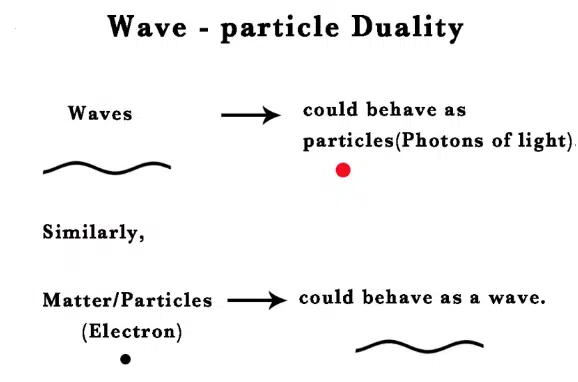 Wave - particle Duality
Waves
could behave as
particles(Photons of light).
Similarly,
Matter/Particles
(Electron)
could behave as a wave.